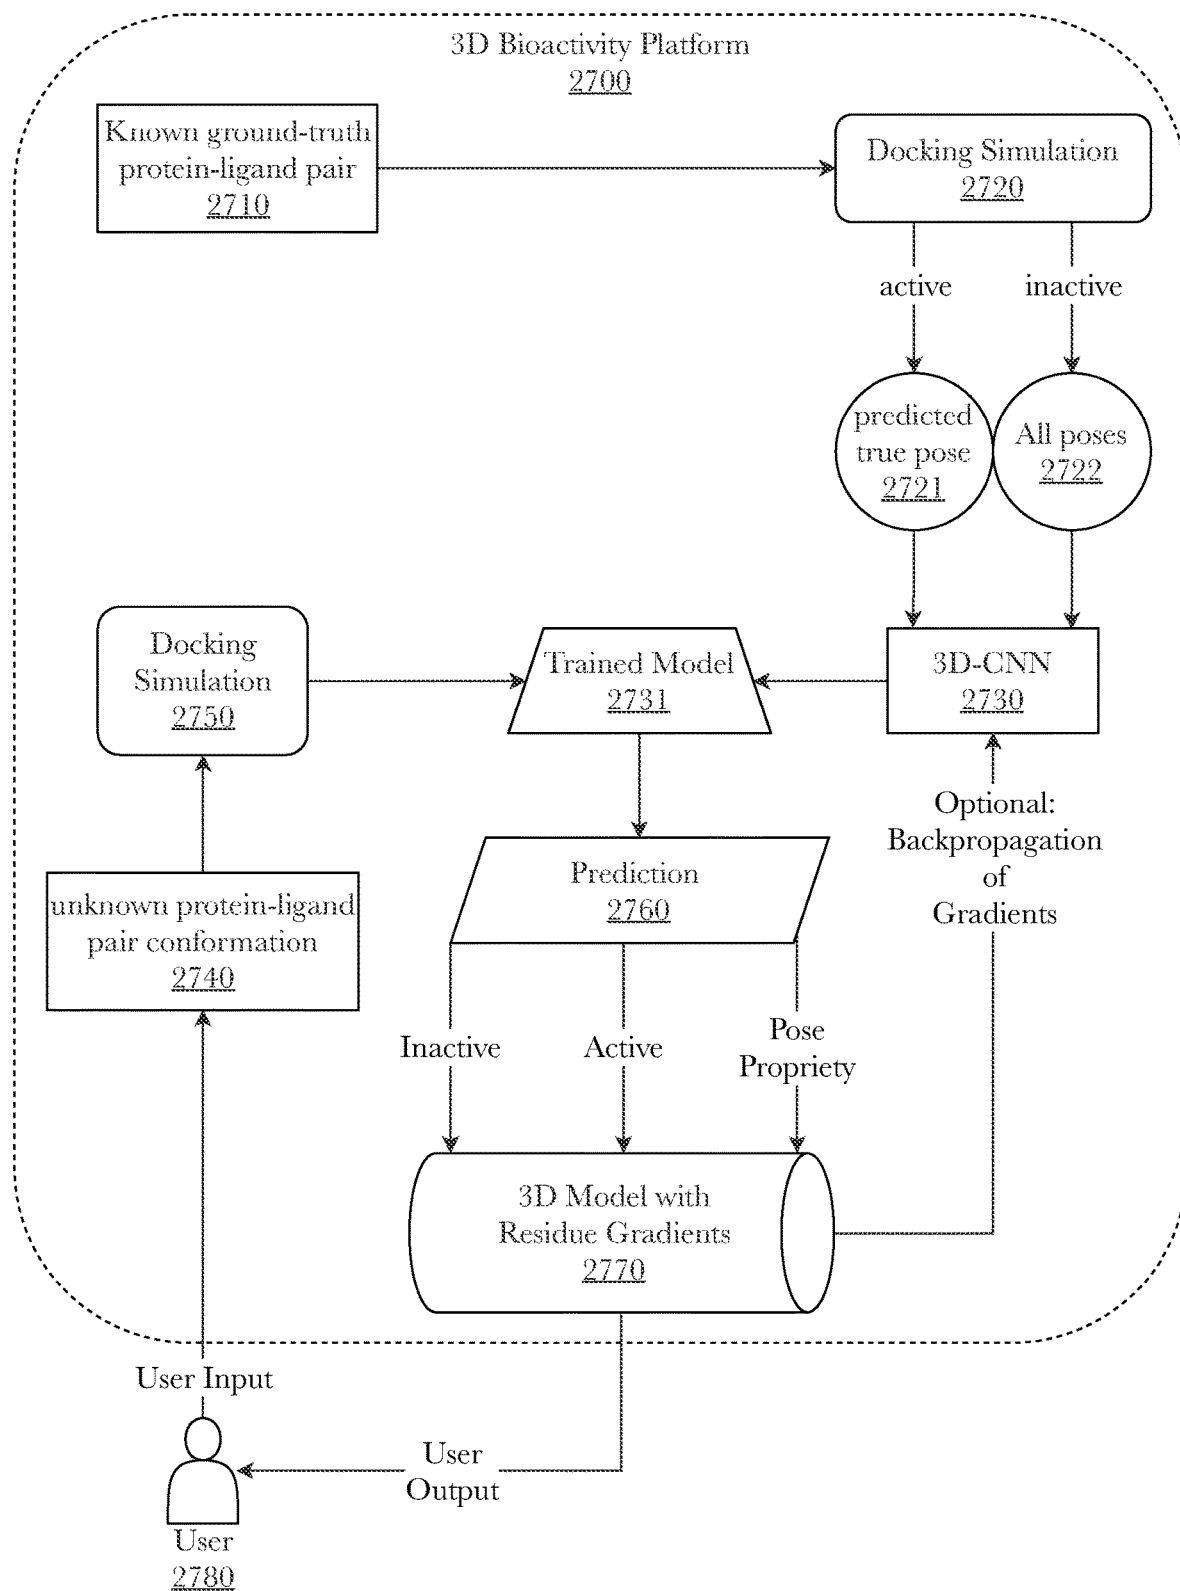 3D Bioactivity Platform
2700
Known ground-truth
protein-ligand pair
2710
Docking Simulation
2720
active
inactive
predicted
true pose
2721
All poses
2722
Docking
Simulation
2750
Trained Model
2731
3D-CNN
2730
Optional:
Backpropagation
of
Gradients
Prediction
2760
unknown protein-ligand
pair conformation
2740
Inactive
Active
Pose
Propriety
3D Model with
Residue Gradients
2770
User Input
User
Output
User
2780